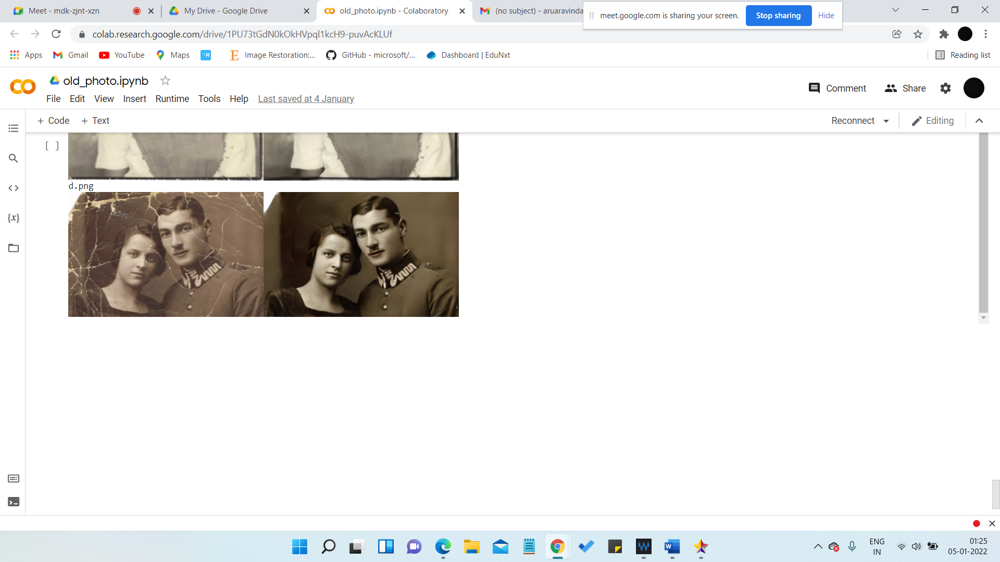 Meet - mdk-zjnt-xzn
My Drive - Google Drive
old_photo.ipynb - Colaboratory
(no subject) - aruaravinda
meet.google.com is sharing your screen.
Stop sharing
Hide
colab.research.google.com/drive/1PU73tGdN0kOkHVpql1kcH9-puvAcKLUf
Apps
Gmail
YouTube
Maps
Image Restoration:...
GitHub - microsoft/...
Dashboard | EduNxt
Reading list
old_photo.ipynb
Comment
Share
File Edit View Insert Runtime Tools Help Last saved at 4 January
+ Code + Text
Reconnect
Editing
[ ]
d.png
{x}
ENG
IN
01:25
05-01-2022